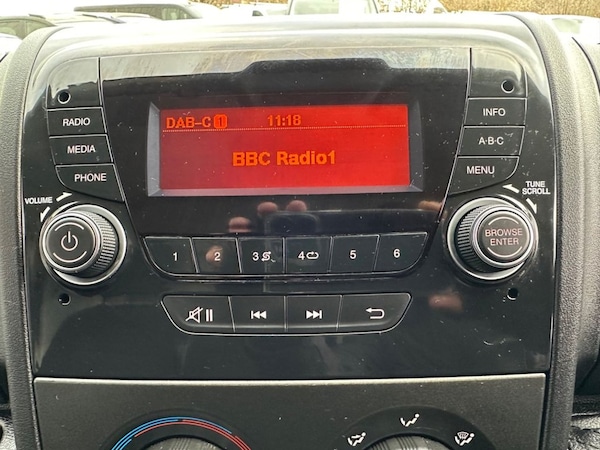 DAB-C 1 11:18
BBC Radio1
RADIO
MEDIA
PHONE
INFO
A·B·C
MENU
VOLUME
TUNE
SCROLL
BROWSE
ENTER
1 2 3 4 5 6